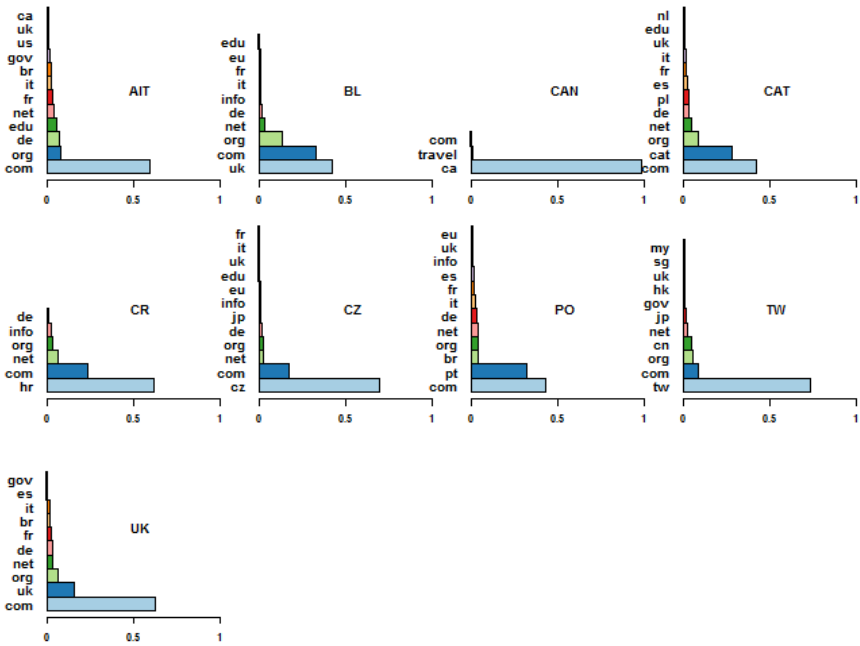 ca
uk
us
gov
br
it
fr
net
edu
de
org
com
AIT
0 0.5 1
edu
eu
fr
it
info
de
net
org
com
uk
BL
0 0.5 1
com
travel
ca
CAN
0 0.5 1
nl
edu
uk
it
fr
es
pl
de
net
org
cat
com
CAT
0 0.5 1
de
info
org
net
com
hr
CR
0 0.5 1
fr
it
uk
edu
eu
info
jp
de
org
net
com
cz
CZ
0 0.5 1
eu
uk
info
es
fr
it
de
net
org
br
pt
com
PO
0 0.5 1
my
sg
uk
hk
gov
jp
net
cn
org
com
tw
TW
0 0.5 1
gov
es
it
br
fr
de
net
org
uk
com
UK
0 0.5 1